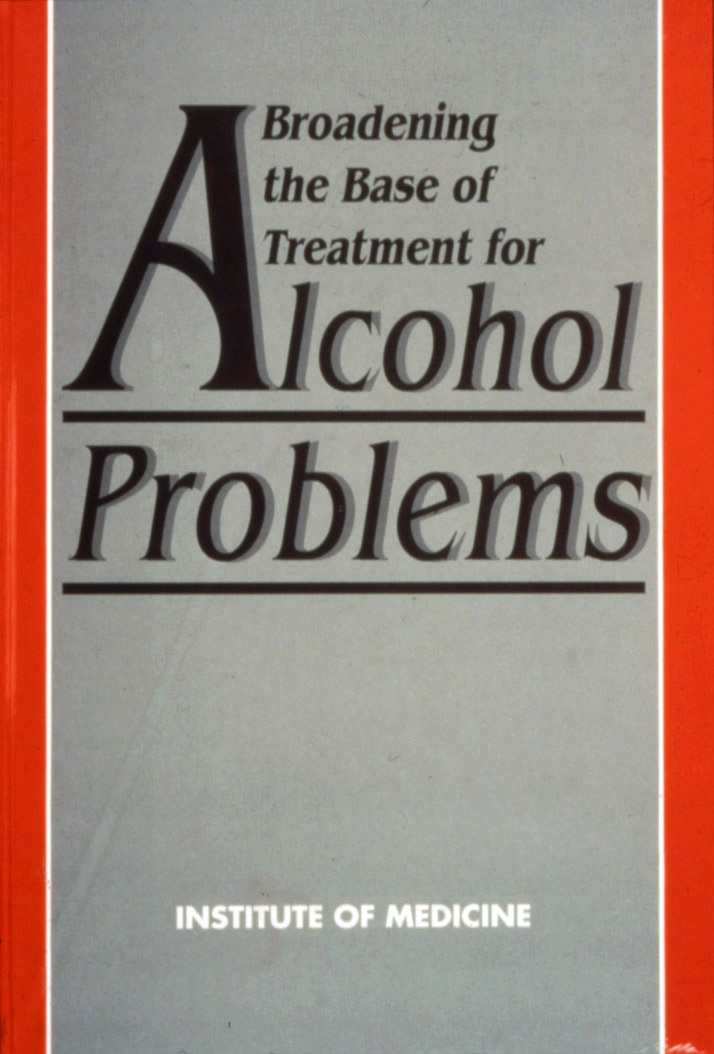 Broadening
the Base of
Treatment for
Alcohol
Problems
INSTITUTE OF MEDICINE